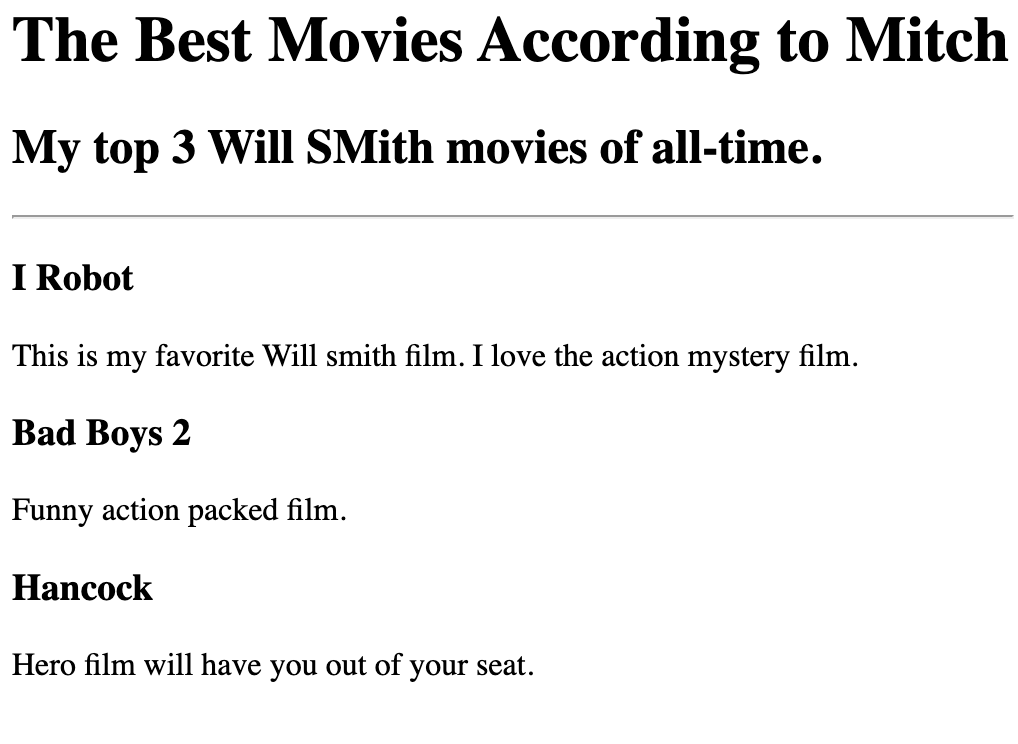 The Best Movies According to Mitch
My top 3 Will SMith movies of all-time.
I Robot
This is my favorite Will smith film. I love the action mystery film.
Bad Boys 2
Funny action packed film.
Hancock
Hero film will have you out of your seat.